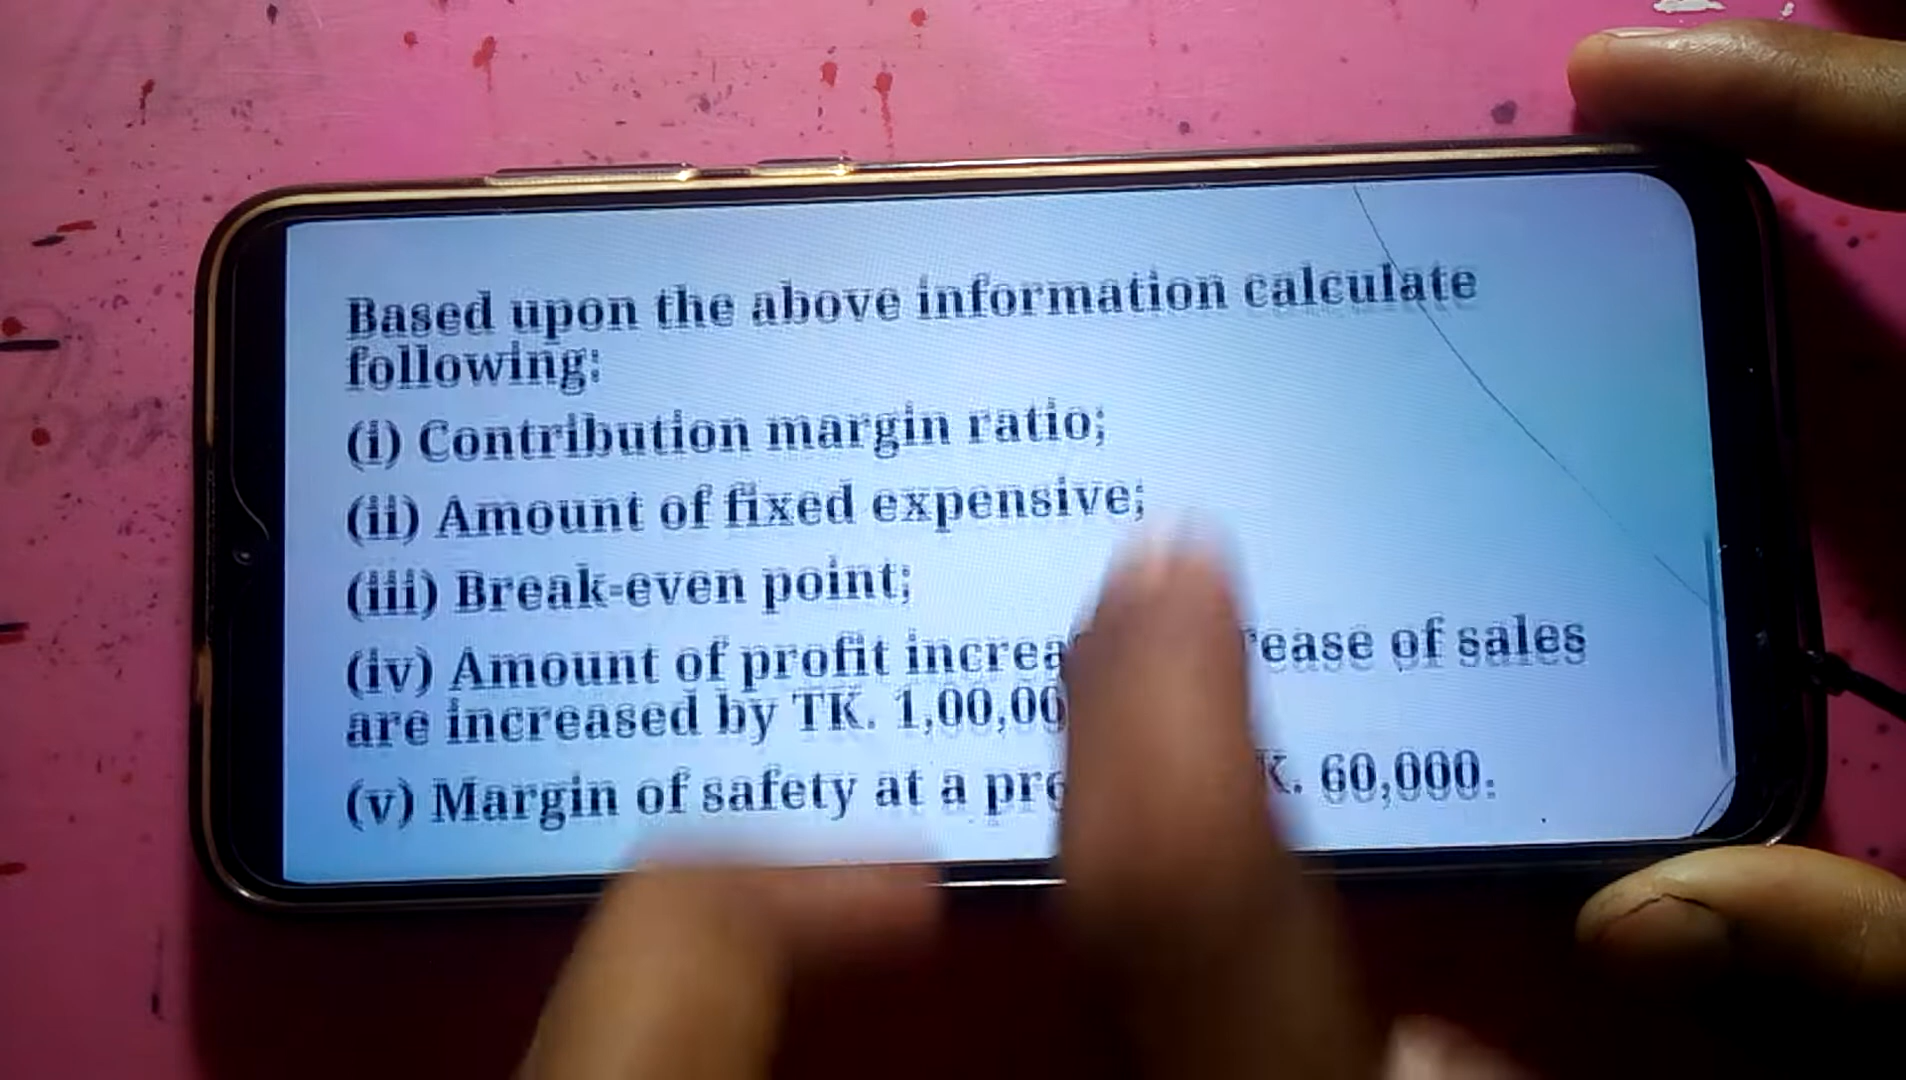 Based upon the above information calculate
following:
(i) Contribution margin ratio;
(ii) Amount of fixed expensive;
(iii) Break-even point;
(iv) Amount of profit of sales
are increased by TK.
(v) Margin of safety at a 60,000.